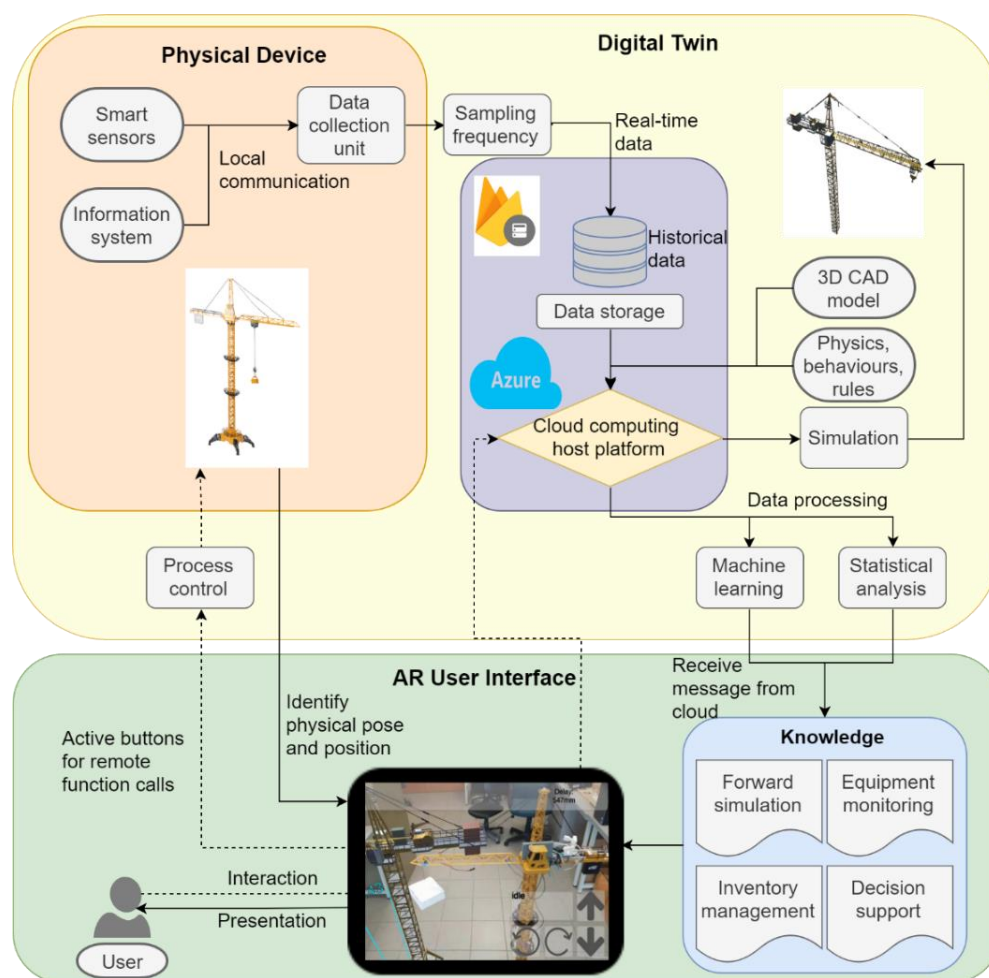 Physical Device
Digital Twin
Smart
sensors
Data
collection
unit
Sampling
frequency
Real-time
data
Local
communication
Information
system
Historical
data
3D CAD
model
Data storage
Physics,
behaviours,
rules
Azure
Cloud computing
host platform
Simulation
Data processing
Process
control
Machine
learning
Statistical
analysis
AR User Interface
Receive
message from
cloud
Identify
physical pose
and position
Active buttons
for remote
function calls
Knowledge
Forward
simulation
Equipment
monitoring
Delay:
547mm
idle
Interaction
Presentation
Inventory
management
Decision
support
User